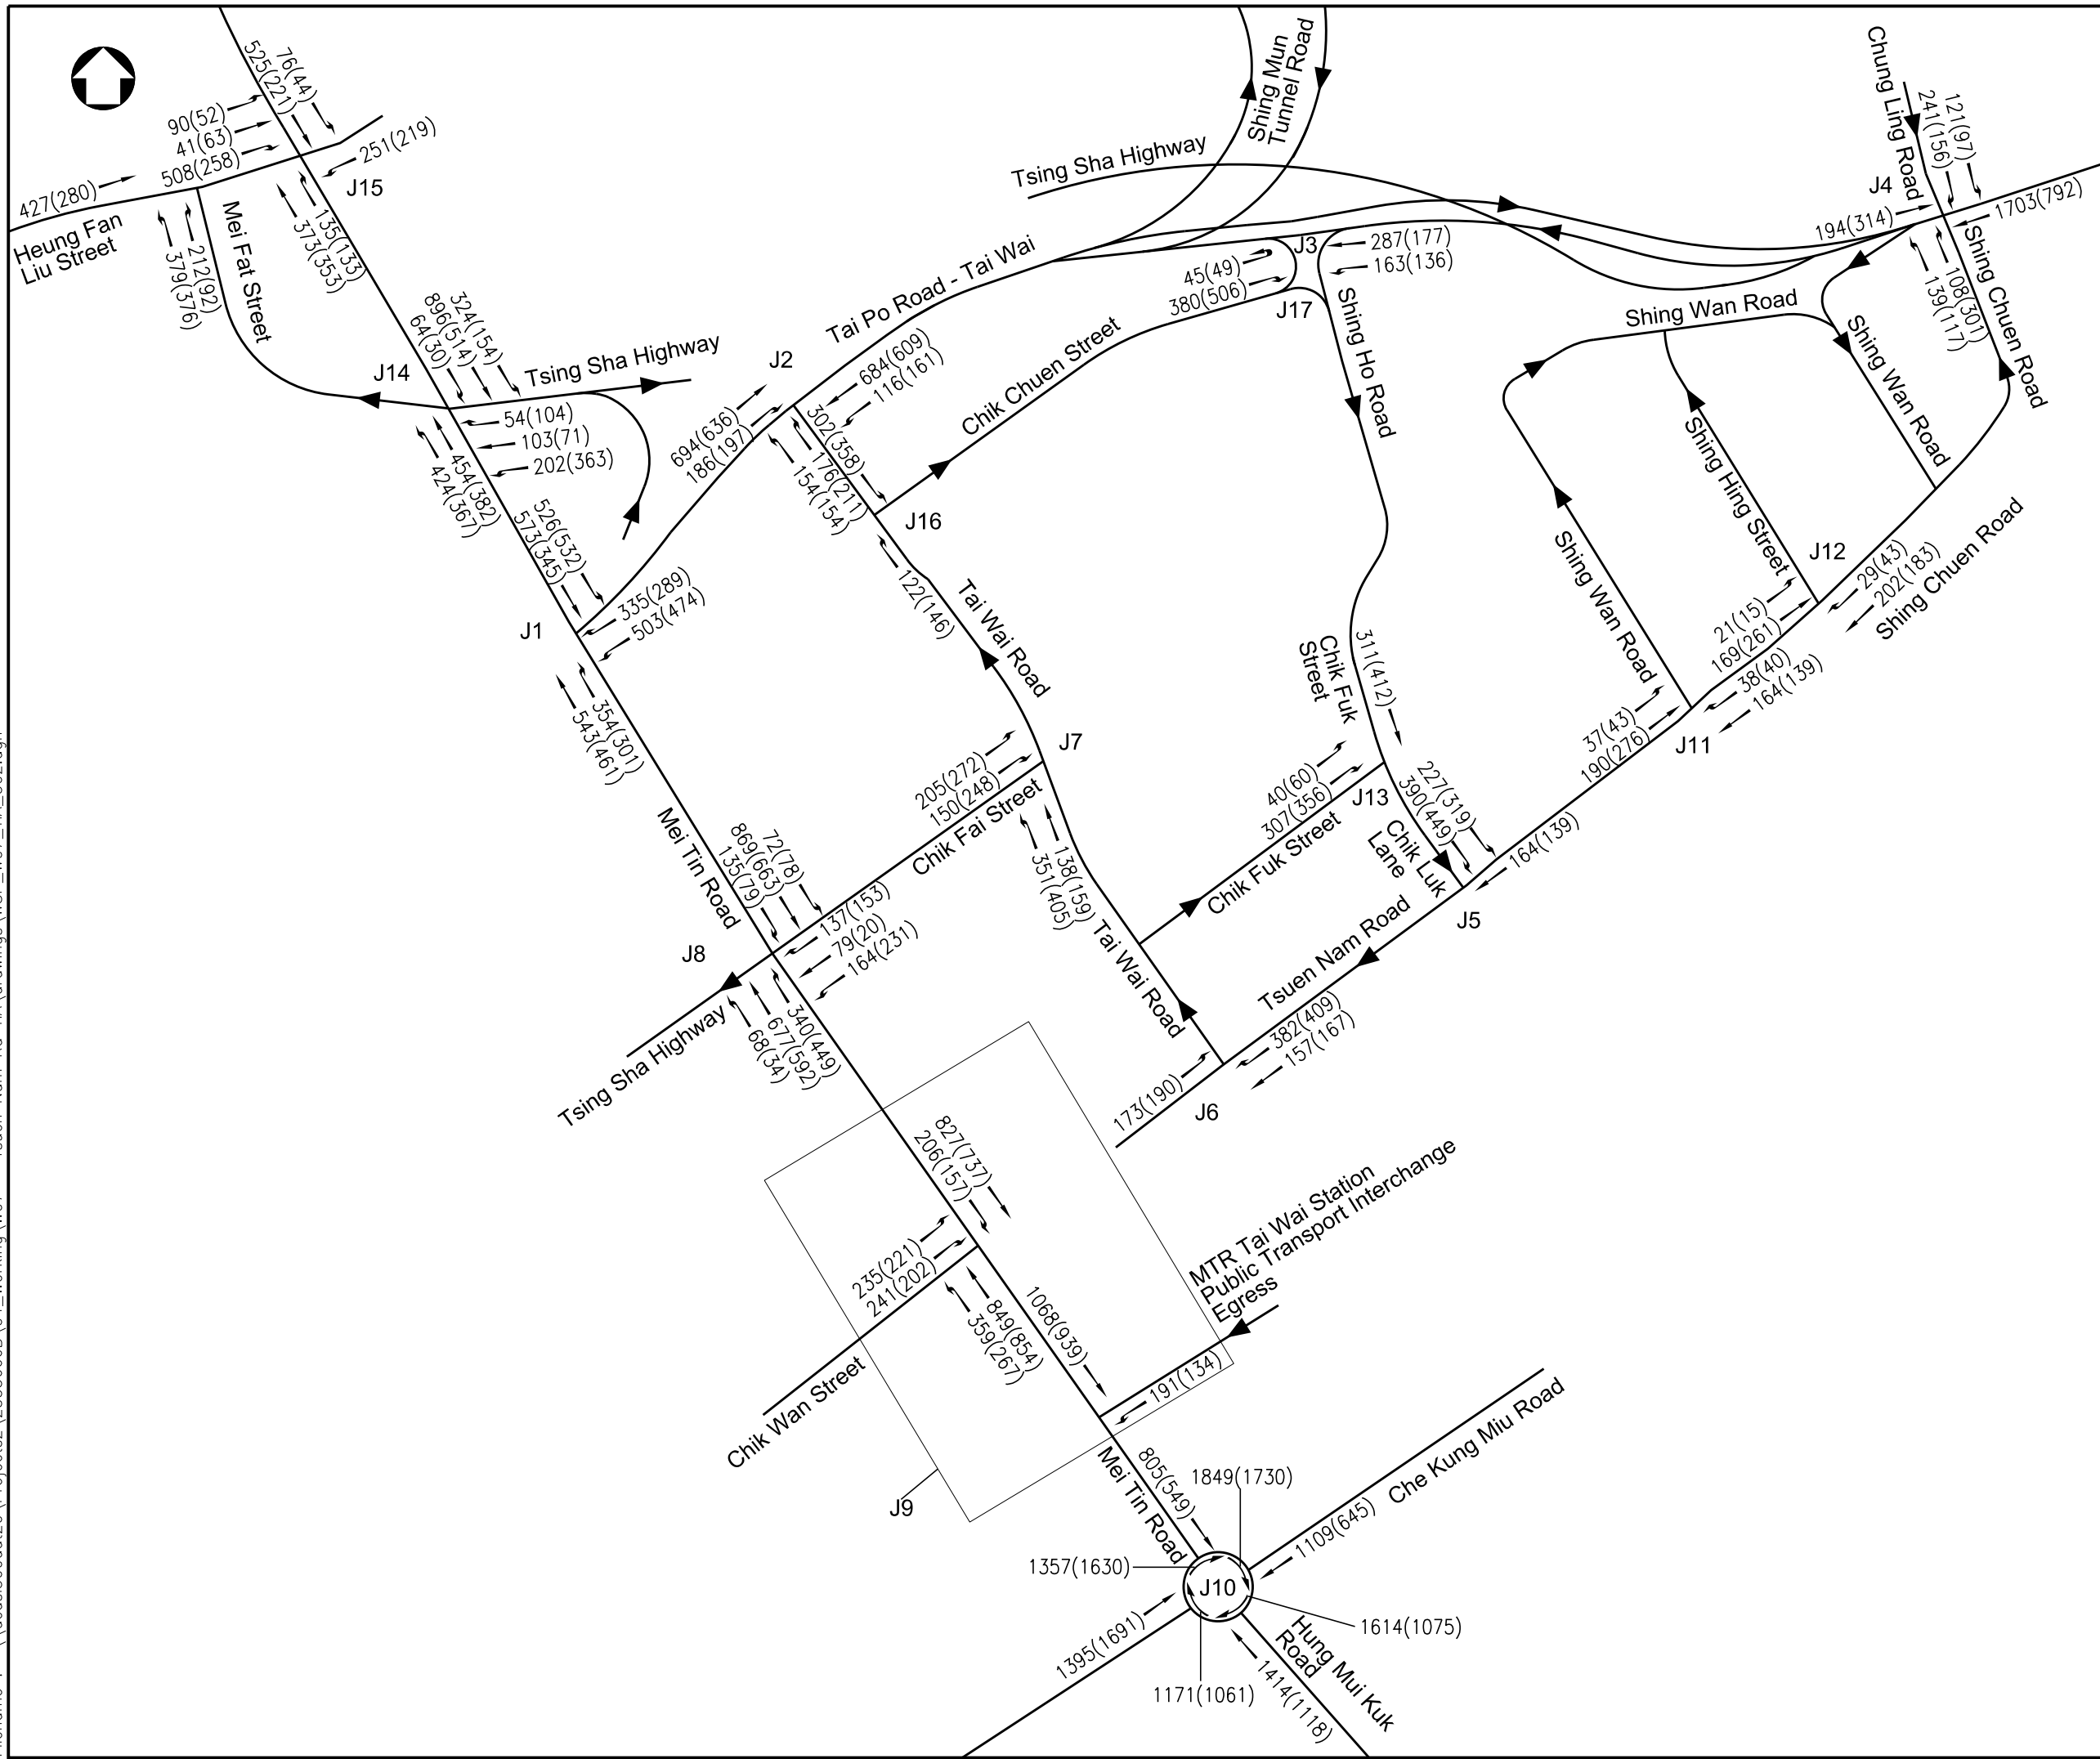 525(221)
76(44)
90(52)
41(63)
508(258)
251(219)
J15
427(280)
Heung Fan
Liu Street
Mei Fat Street
379(376)
212(92)
373(353)
135(133)
Shing Mun
Tunnel Road
Tsing Sha Highway
Chung Ling Road
241(156)
121(97)
J4
194(314)
1703(792)
139(117)
108(301)
Shing Chuen Road
J3
287(177)
163(136)
45(49)
380(506)
J17
Tai Po Road - Tai Wai
Shing Wan Road
Shing Wan Road
64(30)
896(514)
324(154)
J14
Tsing Sha Highway
54(104)
103(71)
202(363)
424(367)
454(382)
J2
684(609)
116(161)
694(636)
186(197)
302(358)
176(211)
154(154)
J16
Chik Chuen Street
Shing Ho Road
122(146)
Tai Wai Road
573(345)
526(532)
J1
335(289)
503(474)
543(461)
354(301)
Shing Wan Road
Shing Hing Street
J12
21(15)
169(261)
29(43)
202(183)
Shing Chuen Road
38(40)
164(139)
37(43)
190(276)
J11
Chik Fuk
Street
311(412)
J7
205(272)
150(248)
Chik Fai Street
351(405)
138(159)
Mei Tin Road
40(60)
307(356)
J13
Chik Fuk Street
390(449)
227(319)
Chik Luk
Lane
164(139)
J5
Tsuen Nam Road
Tai Wai Road
135(79)
869(663)
72(78)
J8
137(153)
79(20)
164(231)
Tsing Sha Highway
68(34)
677(592)
340(449)
382(409)
157(167)
173(190)
J6
206(157)
827(737)
235(221)
241(202)
359(267)
849(854)
Chik Wan Street
1068(939)
MTR Tai Wai Station
Public Transport Interchange
Egress
191(134)
J9
Mei Tin Road
805(549)
1849(1730)
Che Kung Miu Road
1109(645)
1357(1630)
J10
1395(1691)
1614(1075)
1171(1061)
1414(1118)
Hung Mui Kuk
Road